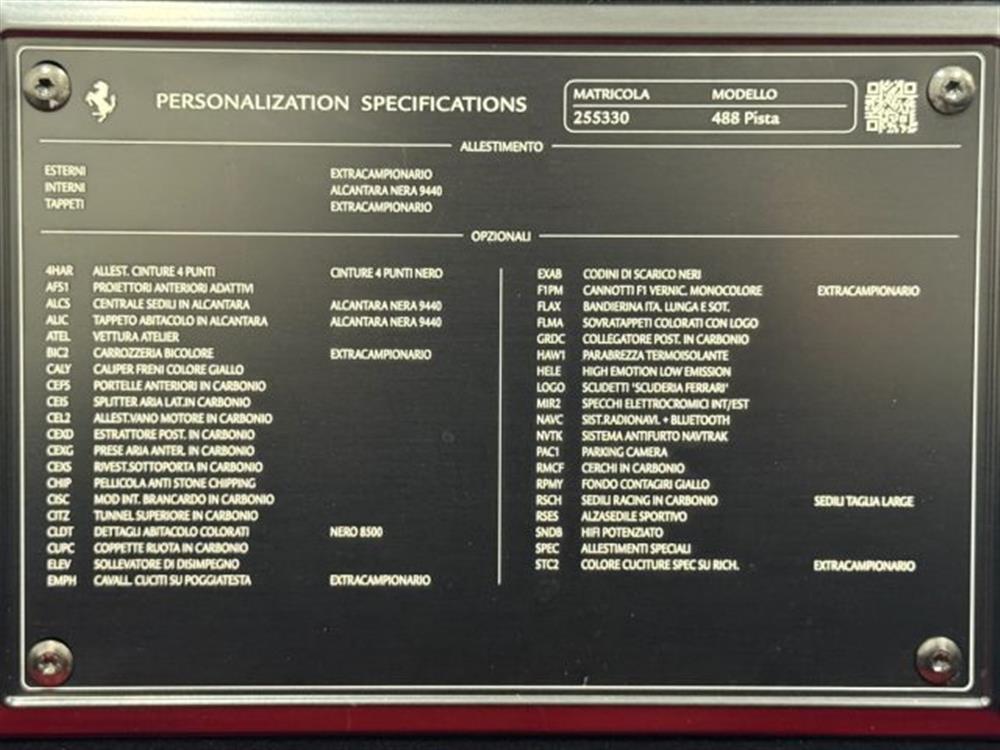 PERSONALIZATION SPECIFICATIONS
MATRICOLA MODELLO
255330 488 Pista
ALLESTIMENTO
ESTERNI EXTRACAMPIONARIO
INTERNI ALCANTARA NERA 9440
TAPPETI EXTRACAMPIONARIO
OPZIONALI
4HAR ALLEST. CINTURE 4 PUNTI CINTURE 4 PUNTI NERO
AFS1 PROIETTORI ANTERIORI ADATTIVI
ALCS CENTRALE SEDILI IN ALCANTARA ALCANTARA NERA 9440
ALIC TAPPETO ABITACOLO IN ALCANTARA ALCANTARA NERA 9440
ATEL VETTURA ATELIER
BIC2 CARROZZERIA BICOLORE EXTRACAMPIONARIO
CALY CALIPER FRENI COLORE GIALLO
CEFS PORTELLE ANTERIORI IN CARBONIO
CEIS SPLITTER ARIA LAT.IN CARBONIO
CEL2 ALLEST.VANO MOTORE IN CARBONIO
CEXD ESTRATTORE POST. IN CARBONIO
CEXG PRESE ARIA ANTER. IN CARBONIO
CEXS RIVEST.SOTTOPORTA IN CARBONIO
CHIP PELLICOLA ANTI STONE CHIPPING
CISC MOD INT. BRANCARDO IN CARBONIO
CITZ TUNNEL SUPERIORE IN CARBONIO
CLDT DETTAGLI ABITACOLO COLORATI NERO 8500
CUPC COPPETTE RUOTA IN CARBONIO
ELEV SOLLEVATORE DI DISIMPEGNO
EMPH CAVALL. CUCITI SU POGGIATESTA EXTRACAMPIONARIO
EXAB CODINI DI SCARICO NERI
F1PM CANNOTTI F1 VERNIC. MONOCOLORE EXTRACAMPIONARIO
FLAX BANDIERINA ITA. LUNGA E SOT.
FLMA SOVRATAPPETI COLORATI CON LOGO
GRDC COLLEGATORE POST. IN CARBONIO
HAW1 PARABREZZA TERMOISOLANTE
HELE HIGH EMOTION LOW EMISSION
LOGO SCUDETTI 'SCUDERIA FERRARI'
MIR2 SPECCHI ELETTROCROMICI INT/EST
NAVC SIST.RADIONAVI. + BLUETOOTH
NVTK SISTEMA ANTIFURTO NAVTRAK
PAC1 PARKING CAMERA
RMCF CERCHI IN CARBONIO
RPMY FONDO CONTAGIRI GIALLO
RSCH SEDILI RACING IN CARBONIO SEDILI TAGLIA LARGE
RSES ALZASEDILE SPORTIVO
SNDB HIFI POTENZIATO
SPEC ALLESTIMENTI SPECIALI
STC2 COLORE CUCITURE SPEC SU RICH. EXTRACAMPIONARIO